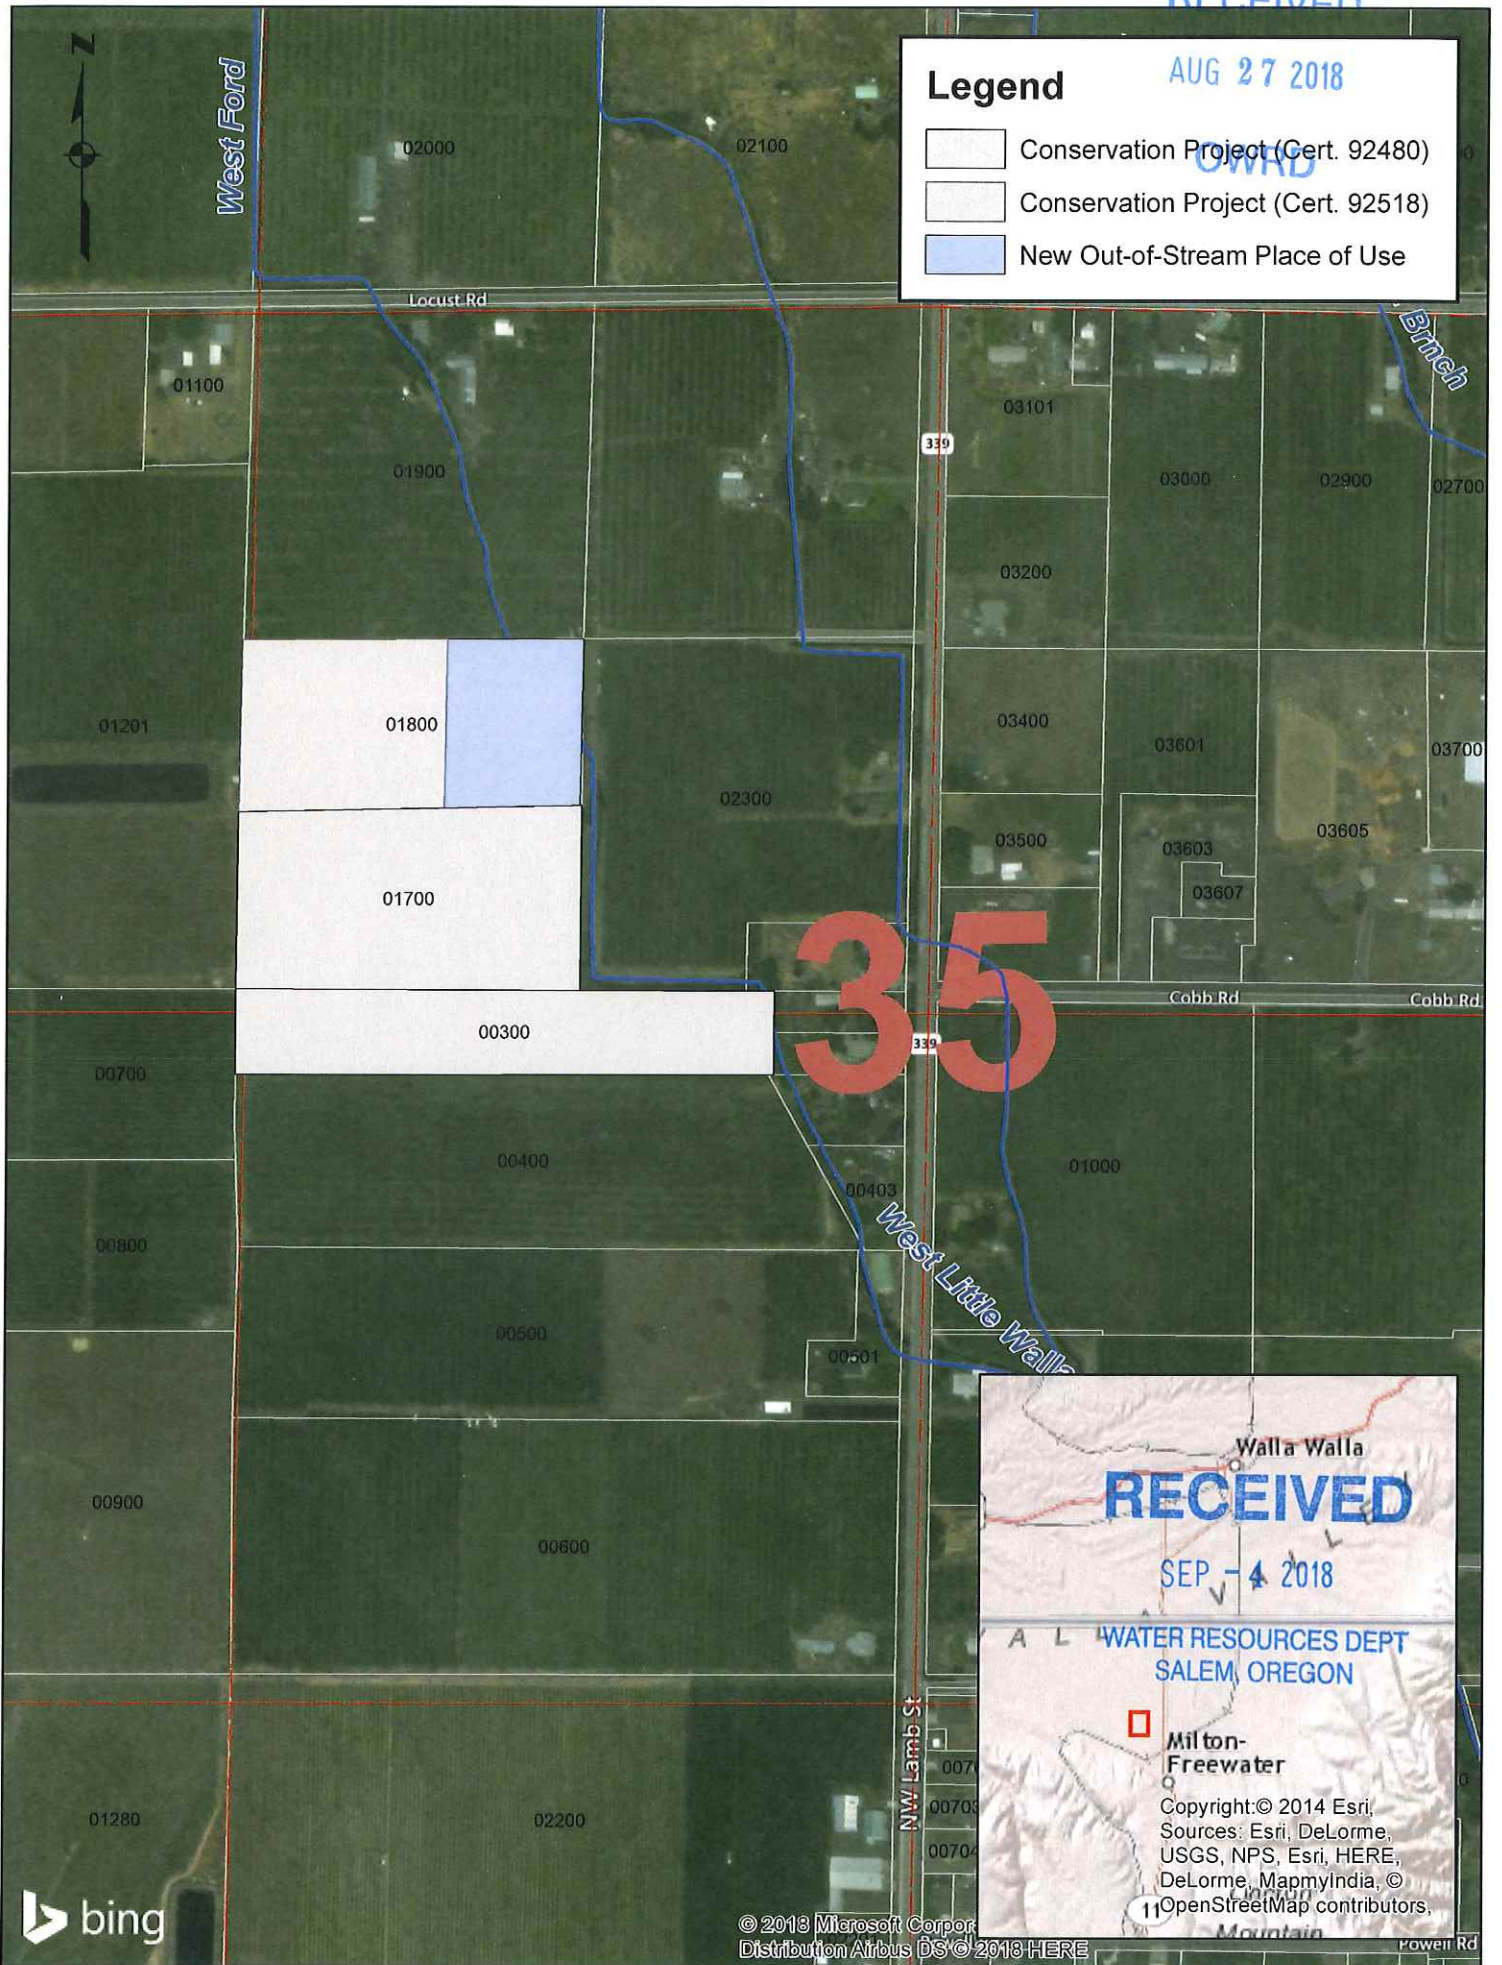 RECEIVED
Legend
AUG 27 2018
Conservation Project (Cert. 92480)
OWRD
Conservation Project (Cert. 92518)
New Out-of-Stream Place of Use
N
West Ford
02000
02100
Locust Rd
Brnch
01100
03101
339
01900
03000
02900
02700
03200
01201
01800
03400
03601
03700
02300
03605
03500
03603
01700
03607
35
Cobb Rd
Cobb Rd
00300
339
00700
00400
01000
00403
00800
West Little Walla
00500
00501
Walla Walla
RECEIVED
00900
00600
SEP - 4 2018
VALLE
ALL
WATER RESOURCES DEPT
SALEM, OREGON
NW Lamb St
Milton-
Freewater
00703
00704
01280
02200
Copyright:© 2014 Esri,
Sources: Esri, DeLorme,
USGS, NPS, Esri, HERE,
DeLorme, MapmyIndia, ©
OpenStreetMap contributors,
11
Mountain
bing
© 2018 Microsoft Corpor
Distribution Airbus DS © 2018 HERE
Powell Rd